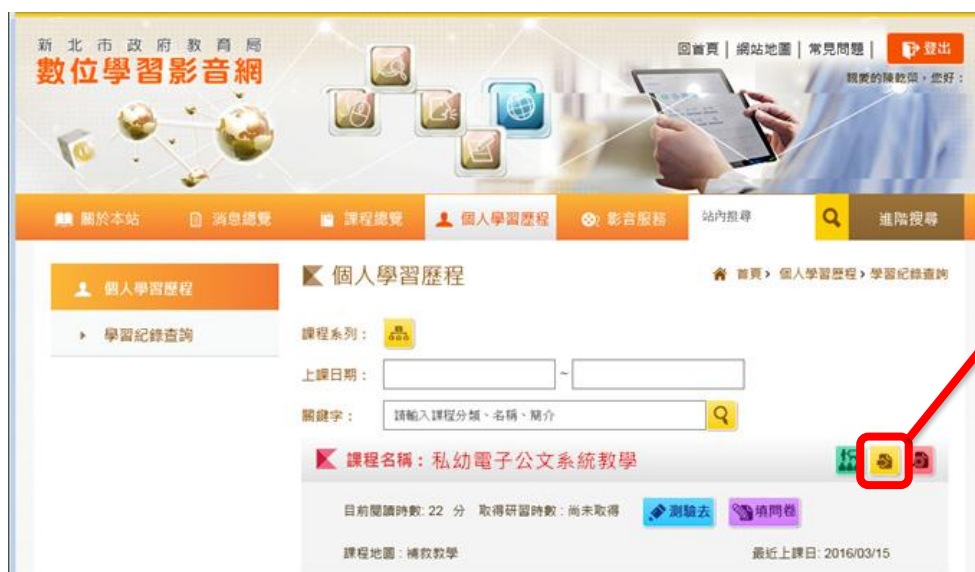 新北市政府教育局
數位學習影音網
回首頁 | 網站地圖 | 常見問題 | 登出
親愛的陳乾榮，您好：
關於本站 消息總覽 課程總覽 個人學習歷程 影音服務 站內搜尋 進階搜尋
個人學習歷程
學習紀錄查詢
個人學習歷程
首頁› 個人學習歷程›學習紀錄查詢
課程系列：
上課日期： ~
關鍵字： 請輸入課程分類、名稱、簡介
課程名稱：私幼電子公文系統教學
目前閱讀時數: 22 分 取得研習時數 : 尚未取得 測驗去 填問卷
課程地圖 : 補救教學 最近上課日: 2016/03/15